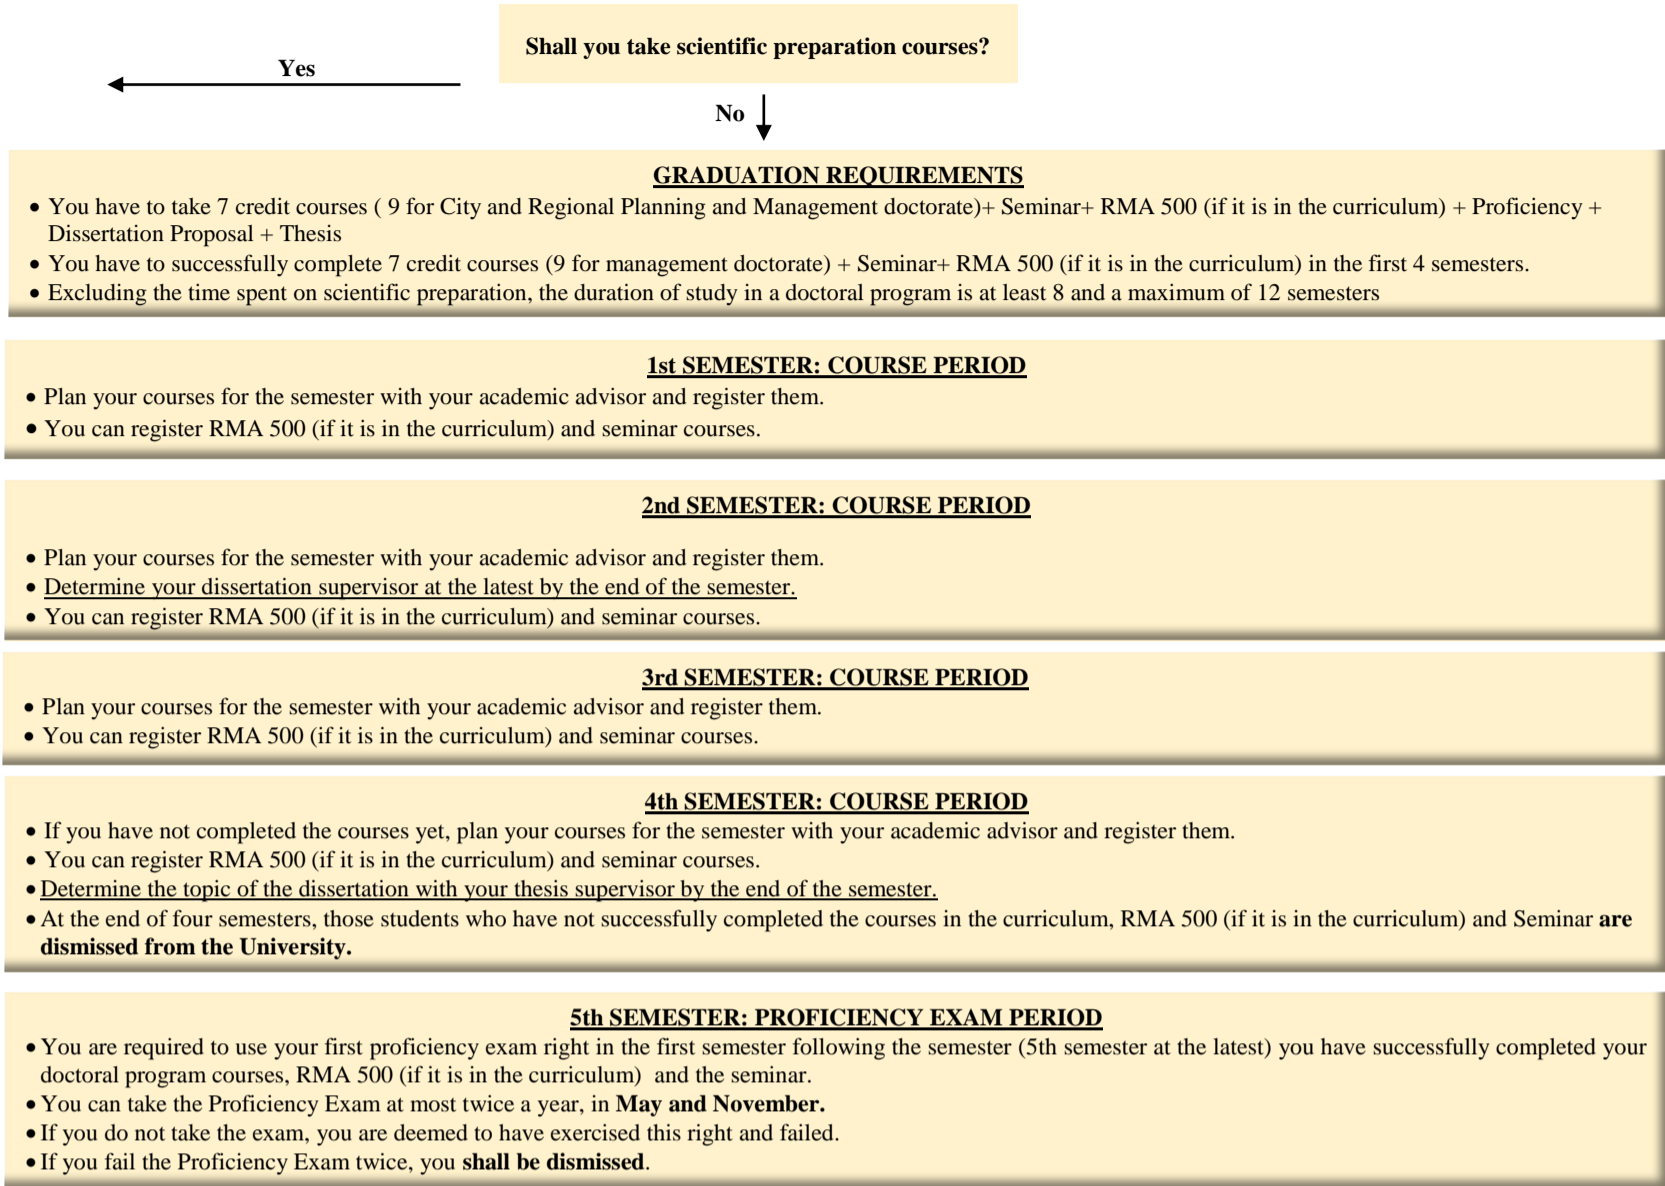 Shall you take scientific preparation courses?
Yes
No
GRADUATION REQUIREMENTS
• You have to take 7 credit courses ( 9 for City and Regional Planning and Management doctorate)+ Seminar+ RMA 500 (if it is in the curriculum) + Proficiency +
Dissertation Proposal + Thesis
• You have to successfully complete 7 credit courses (9 for management doctorate) + Seminar+ RMA 500 (if it is in the curriculum) in the first 4 semesters.
• Excluding the time spent on scientific preparation, the duration of study in a doctoral program is at least 8 and a maximum of 12 semesters
1st SEMESTER: COURSE PERIOD
• Plan your courses for the semester with your academic advisor and register them.
• You can register RMA 500 (if it is in the curriculum) and seminar courses.
2nd SEMESTER: COURSE PERIOD
• Plan your courses for the semester with your academic advisor and register them.
• Determine your dissertation supervisor at the latest by the end of the semester.
• You can register RMA 500 (if it is in the curriculum) and seminar courses.
3rd SEMESTER: COURSE PERIOD
• Plan your courses for the semester with your academic advisor and register them.
• You can register RMA 500 (if it is in the curriculum) and seminar courses.
4th SEMESTER: COURSE PERIOD
• If you have not completed the courses yet, plan your courses for the semester with your academic advisor and register them.
• You can register RMA 500 (if it is in the curriculum) and seminar courses.
• Determine the topic of the dissertation with your thesis supervisor by the end of the semester.
• At the end of four semesters, those students who have not successfully completed the courses in the curriculum, RMA 500 (if it is in the curriculum) and Seminar are
dismissed from the University.
5th SEMESTER: PROFICIENCY EXAM PERIOD
• You are required to use your first proficiency exam right in the first semester following the semester (5th semester at the latest) you have successfully completed your
doctoral program courses, RMA 500 (if it is in the curriculum) and the seminar.
• You can take the Proficiency Exam at most twice a year, in May and November.
• If you do not take the exam, you are deemed to have exercised this right and failed.
• If you fail the Proficiency Exam twice, you shall be dismissed.